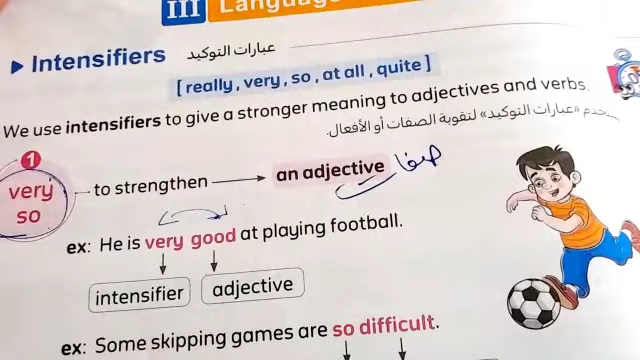 III Language
▶ Intensifiers عبارات التوكيد
[ really , very , so , at all , quite ]
We use intensifiers to give a stronger meaning to adjectives and verbs.
«عبارات التوكيد» لتقوية الصفات أو الأفعال.
1
very
so
to strengthen → an adjective صفا
ex: He is very good at playing football.
intensifier adjective
ex: Some skipping games are so difficult.